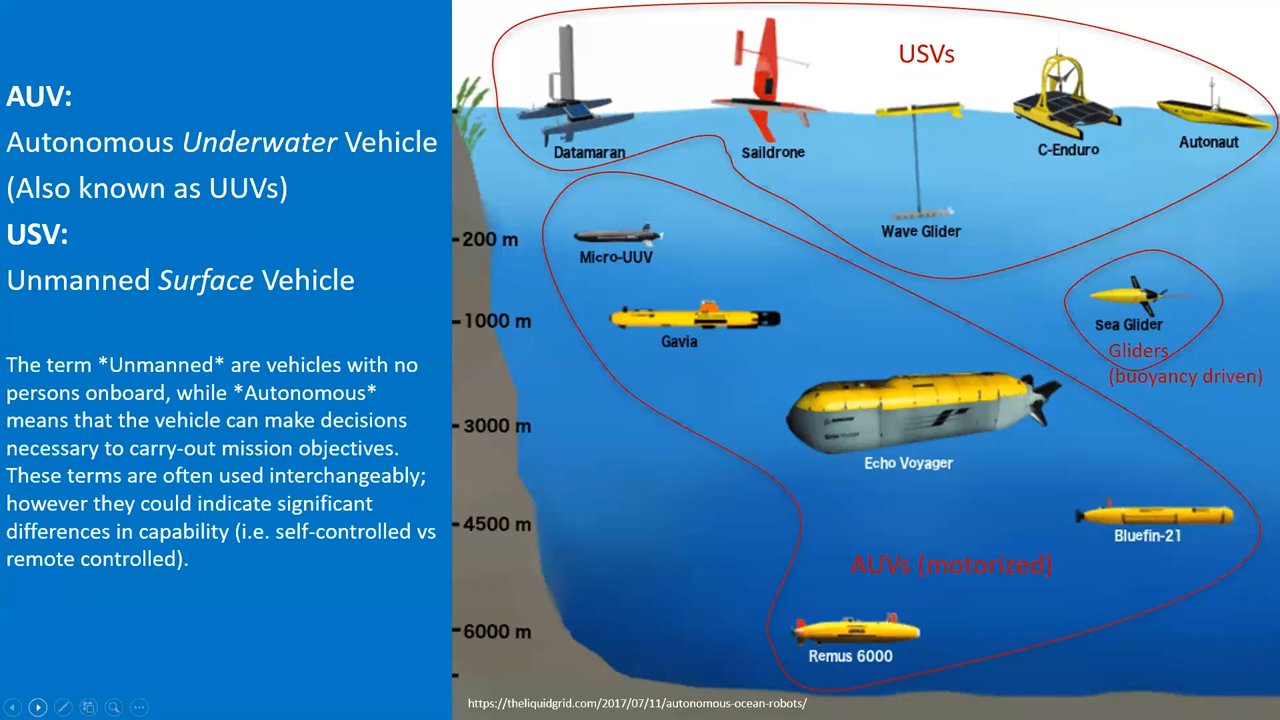 AUV:
Autonomous Underwater Vehicle
(Also known as UUVs)
USV:
Unmanned Surface Vehicle
The term *Unmanned* are vehicles with no
persons onboard, while *Autonomous*
means that the vehicle can make decisions
necessary to carry-out mission objectives.
These terms are often used interchangeably;
however they could indicate significant
differences in capability (i.e. self-controlled vs
remote controlled).
USVs
Datamaran
Saildrone
C-Enduro
Autonaut
Wave Glider
200 m
Micro-UUV
1000 m
Gavia
Sea Glider
Gliders
(buoyancy driven)
3000 m
Echo Voyager
4500 m
Bluefin-21
AUVs (motorized)
6000 m
Remus 6000
https://theliquidgrid.com/2017/07/11/autonomous-ocean-robots/